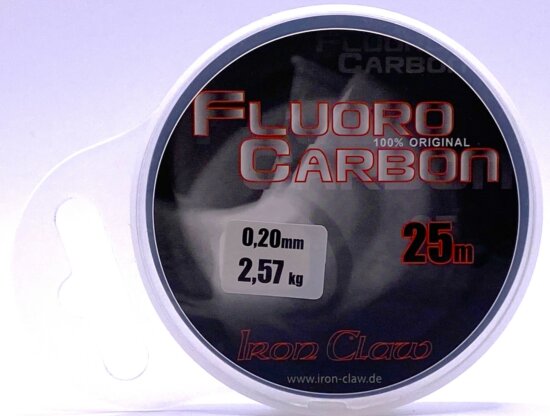 FLUORO
CARBON
FLUORO
100% ORIGINAL
CARBON
0,20mm
2,57 kg
25m
Iron Claw
www.iron-claw.de